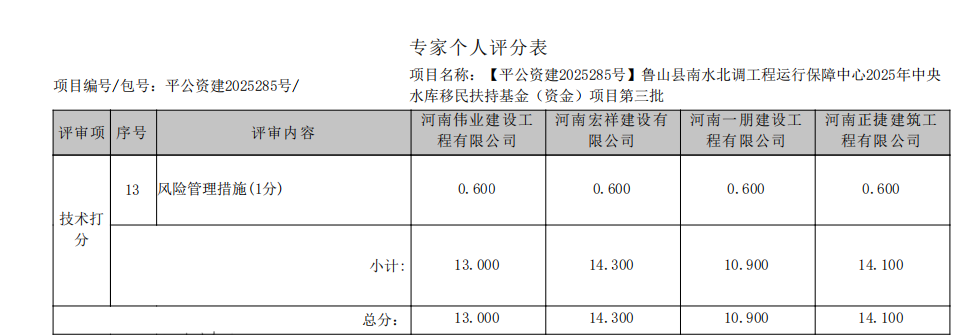 专家个人评分表
项目编号/包号: 平公资建2025285号/
项目名称: 【平公资建2025285号】鲁山县南水北调工程运行保障中心2025年中央
水库移民扶持基金（资金）项目第三批
评审项 序号 评审内容 河南伟业建设工程有限公司 河南宏祥建设有限公司 河南一朋建设工程有限公司 河南正捷建筑工程有限公司
技术打分 13 风险管理措施(1分) 0.600 0.600 0.600 0.600
小计: 13.000 14.300 10.900 14.100
总分: 13.000 14.300 10.900 14.100